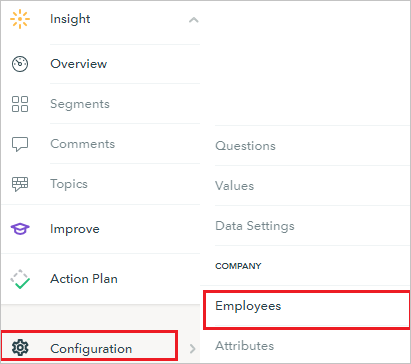 Insight
Overview
Segments
Comments
Topics
Improve
Action Plan
Configuration
Questions
Values
Data Settings
COMPANY
Employees
Attributes